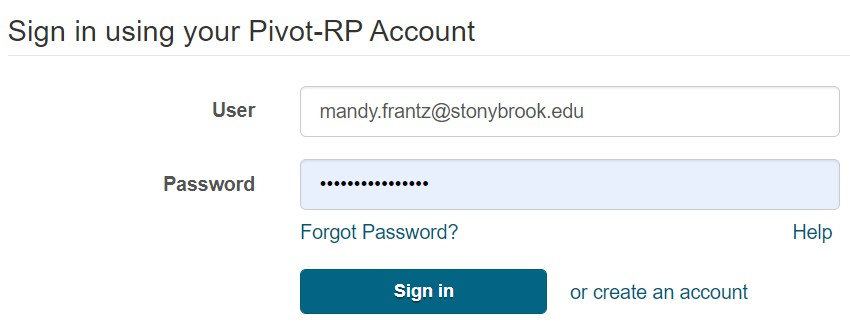 Sign in using your Pivot-RP Account
User
mandy.frantz@stonybrook.edu
Password
••••••••••••••••
Forgot Password?
Help
Sign in
or create an account